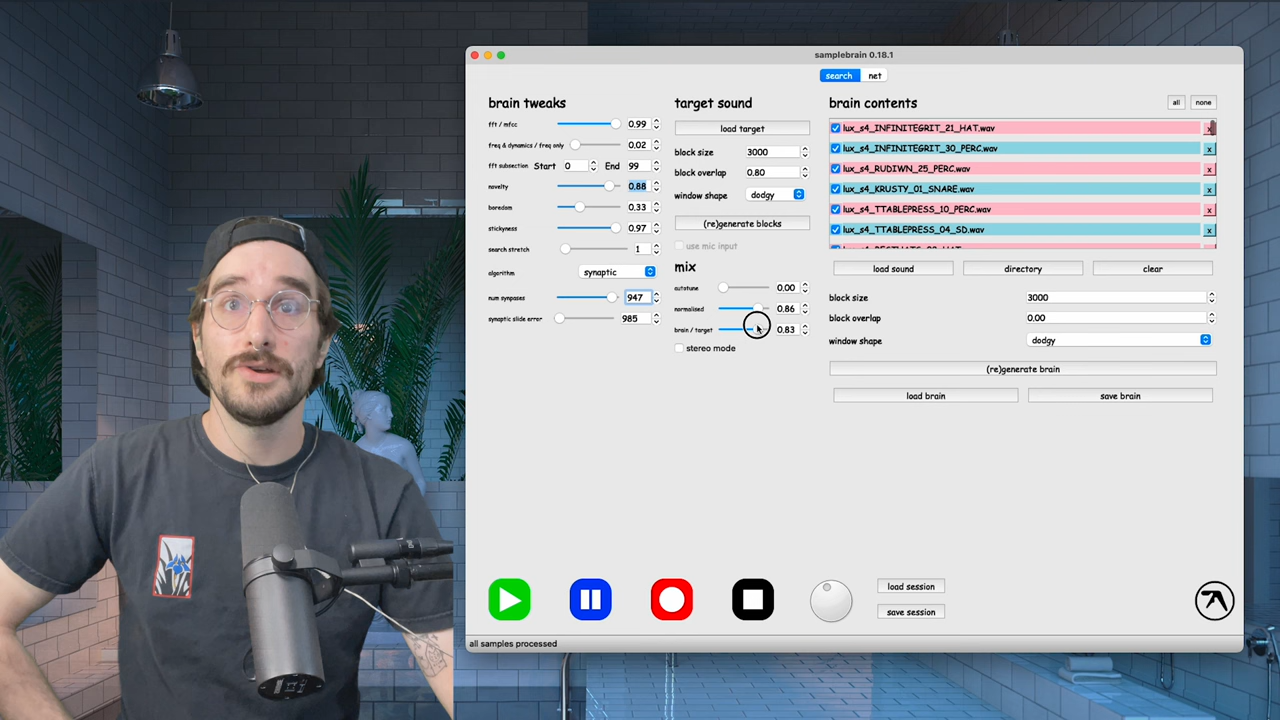 samplebrain 0.18.1
search
net
brain tweaks
fft / mfcc
0.99
freq & dynamics / freq only
0.02
fft subsection
Start
0
End
99
novelty
0.88
boredom
0.33
stickyness
0.97
search stretch
1
algorithm
synaptic
num synpases
947
synaptic slide error
985
target sound
load target
block size
3000
block overlap
0.80
window shape
dodgy
(re)generate blocks
use mic input
mix
autotune
0.00
normalised
0.86
brain / target
0.83
stereo mode
brain contents
all
none
lux_s4_INFINITEGRIT_21_HAT.wav
x
lux_s4_INFINITEGRIT_30_PERC.wav
x
lux_s4_RUDIWN_25_PERC.wav
x
lux_s4_KRUSTY_01_SNARE.wav
x
lux_s4_TTABLEPRESS_10_PERC.wav
x
lux_s4_TTABLEPRESS_04_SD.wav
x
load sound
directory
clear
block size
3000
block overlap
0.00
window shape
dodgy
(re)generate brain
load brain
save brain
load session
save session
all samples processed